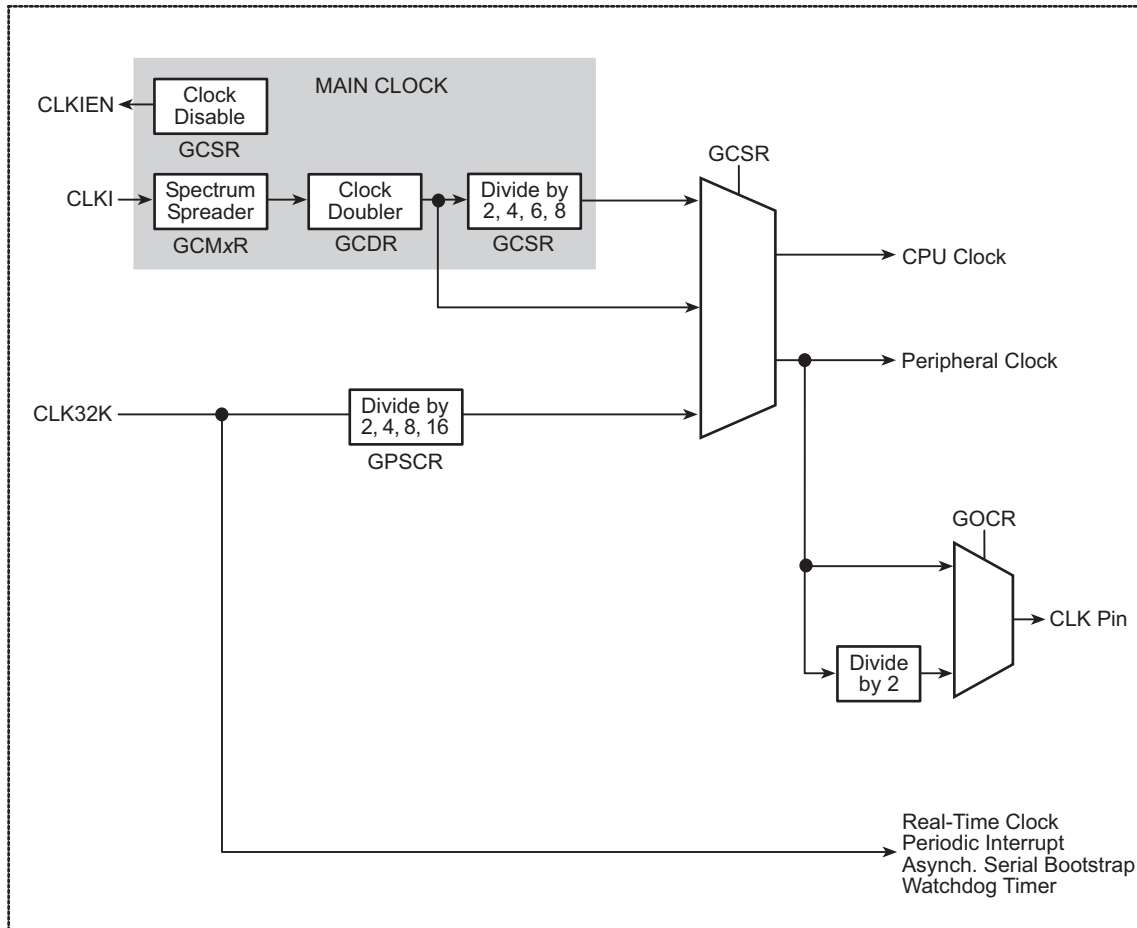 MAIN CLOCK
CLKIEN
Clock
Disable
GCSR
CLKI
Spectrum
Spreader
GCMxR
Clock
Doubler
GCDR
Divide by
2, 4, 6, 8
GCSR
GCSR
CPU Clock
Peripheral Clock
CLK32K
Divide by
2, 4, 8, 16
GPSCR
GOCR
CLK Pin
Divide
by 2
Real-Time Clock
Periodic Interrupt
Asynch. Serial Bootstrap
Watchdog Timer